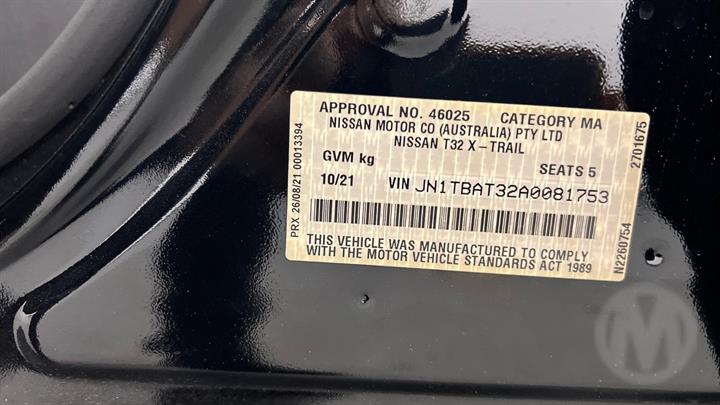 APPROVAL NO. 46025 CATEGORY MA
NISSAN MOTOR CO (AUSTRALIA) PTY LTD
NISSAN T32 X-TRAIL
GVM kg SEATS 5
10/21 VIN JN1TBAT32A0081753
THIS VEHICLE WAS MANUFACTURED TO COMPLY
WITH THE MOTOR VEHICLE STANDARDS ACT 1989
PRX 26/08/21 00013394
2701675
N2260754
M